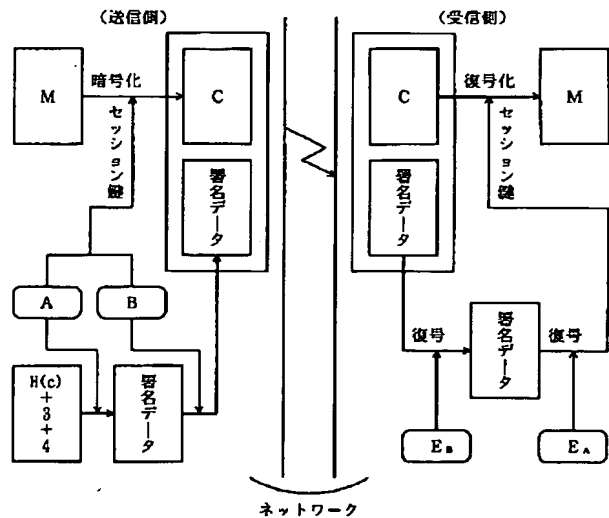 （送信側）
（受信側）
M
暗号化
C
セッション鍵
署名データ
A
B
H(c)
+
3
+
4
署名データ
C
復号化
M
セッション鍵
署名データ
復号
署名データ
復号
EB
EA
ネットワーク